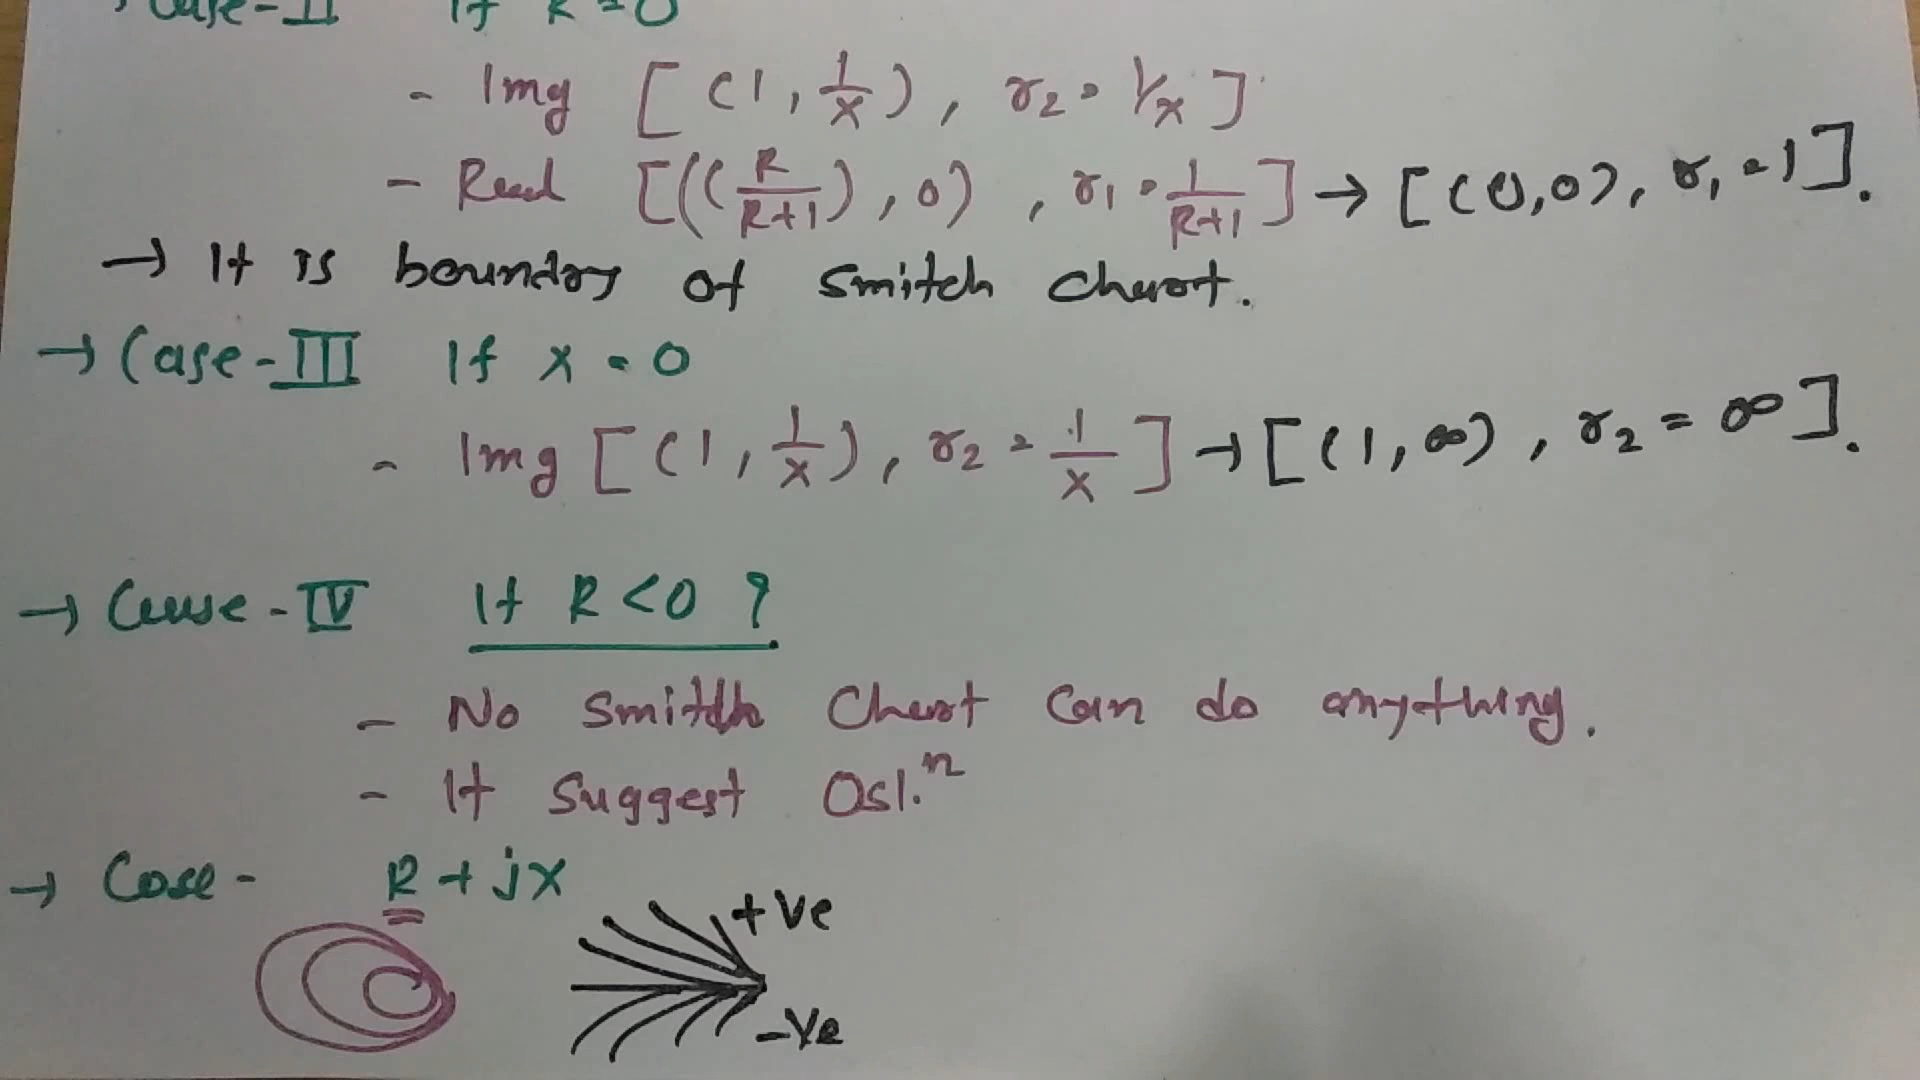 → Case-II If R=0
- Img [(1, 1/x), r2 = 1/x]
- Real [((R/R+1), 0), r1 = 1/R+1] → [(0,0), r1 = 1].
→ It is boundary of Smitch Chart.
→ Case-III If x = 0
- Img [(1, 1/x), r2 = 1/x] → [(1,∞), r2 = ∞].
→ Case-IV If R<0 ?
- No Smith Chart Can do anything.
- It Suggest Osl.n
→ Case- R + jx
+Ve
-Ve